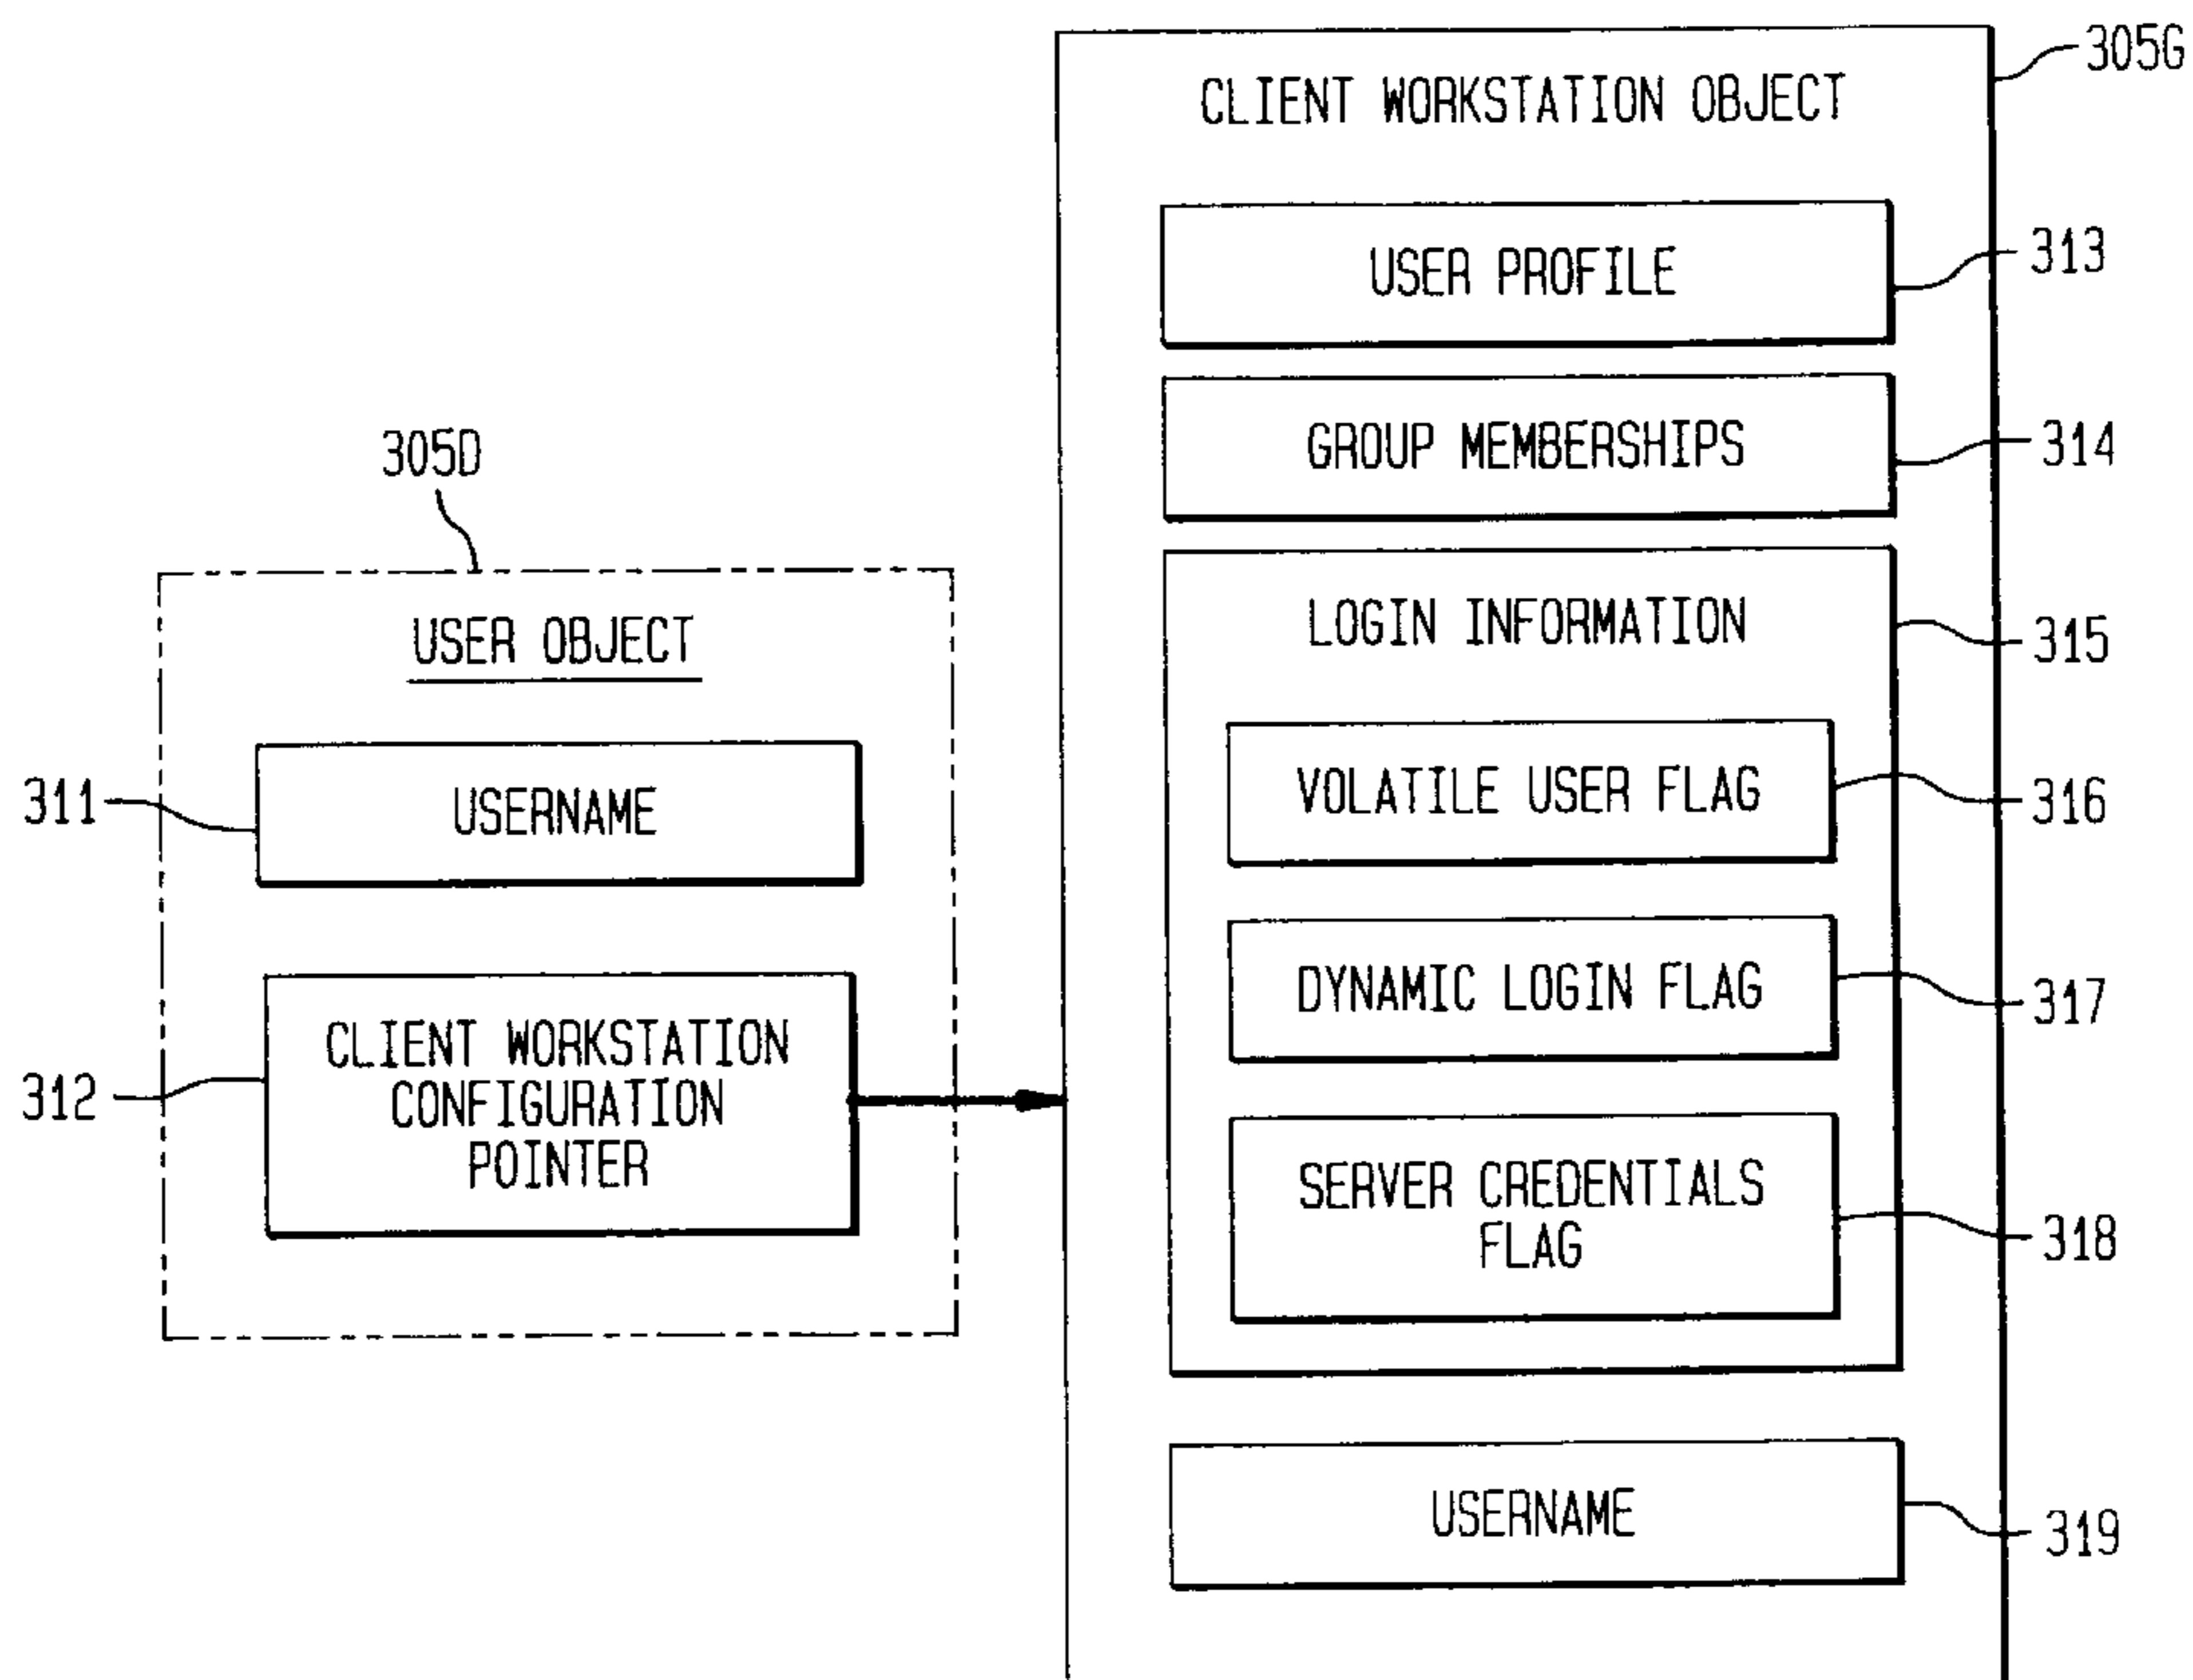 305G
CLIENT WORKSTATION OBJECT
USER PROFILE
313
GROUP MEMBERSHIPS
314
305D
LOGIN INFORMATION
315
USER OBJECT
VOLATILE USER FLAG
316
311
USERNAME
DYNAMIC LOGIN FLAG
317
312
CLIENT WORKSTATION
CONFIGURATION
POINTER
SERVER CREDENTIALS
FLAG
318
USERNAME
319